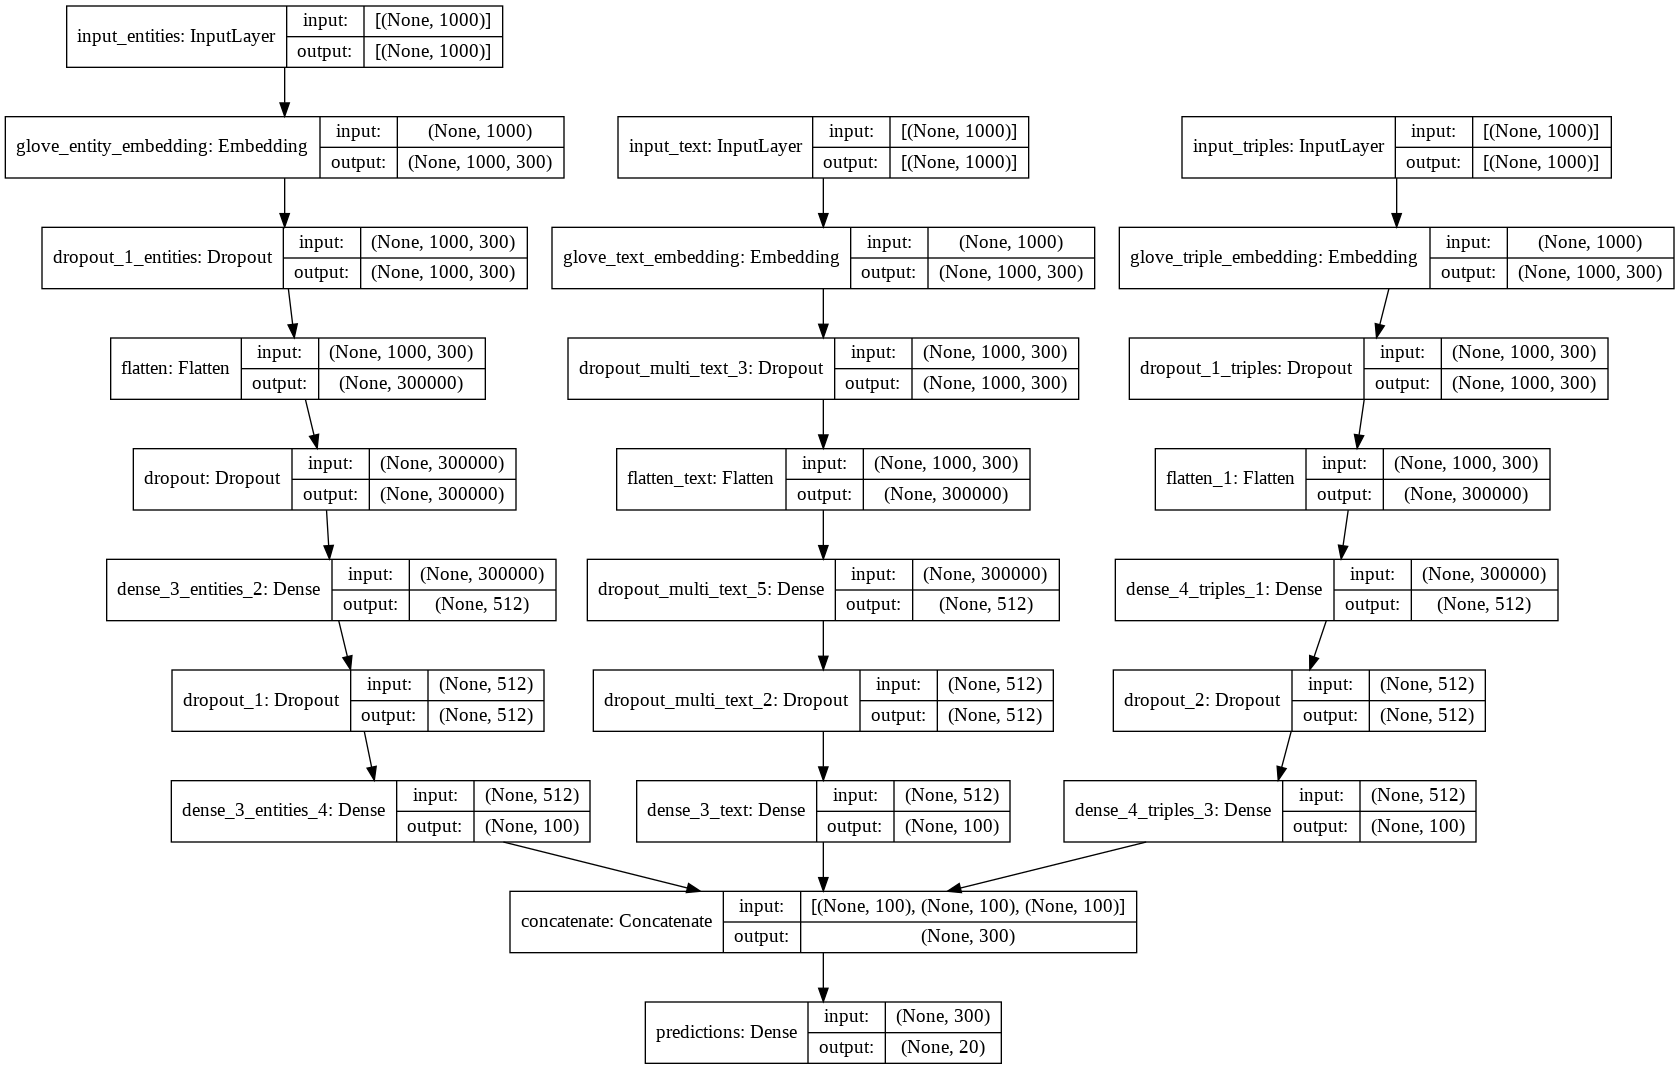 input_entities: InputLayer
input: [(None, 1000)]
output: [(None, 1000)]
glove_entity_embedding: Embedding
input: (None, 1000)
output: (None, 1000, 300)
input_text: InputLayer
input: [(None, 1000)]
output: [(None, 1000)]
input_triples: InputLayer
input: [(None, 1000)]
output: [(None, 1000)]
dropout_1_entities: Dropout
input: (None, 1000, 300)
output: (None, 1000, 300)
glove_text_embedding: Embedding
input: (None, 1000)
output: (None, 1000, 300)
glove_triple_embedding: Embedding
input: (None, 1000)
output: (None, 1000, 300)
flatten: Flatten
input: (None, 1000, 300)
output: (None, 300000)
dropout_multi_text_3: Dropout
input: (None, 1000, 300)
output: (None, 1000, 300)
dropout_1_triples: Dropout
input: (None, 1000, 300)
output: (None, 1000, 300)
dropout: Dropout
input: (None, 300000)
output: (None, 300000)
flatten_text: Flatten
input: (None, 1000, 300)
output: (None, 300000)
flatten_1: Flatten
input: (None, 1000, 300)
output: (None, 300000)
dense_3_entities_2: Dense
input: (None, 300000)
output: (None, 512)
dropout_multi_text_5: Dense
input: (None, 300000)
output: (None, 512)
dense_4_triples_1: Dense
input: (None, 300000)
output: (None, 512)
dropout_1: Dropout
input: (None, 512)
output: (None, 512)
dropout_multi_text_2: Dropout
input: (None, 512)
output: (None, 512)
dropout_2: Dropout
input: (None, 512)
output: (None, 512)
dense_3_entities_4: Dense
input: (None, 512)
output: (None, 100)
dense_3_text: Dense
input: (None, 512)
output: (None, 100)
dense_4_triples_3: Dense
input: (None, 512)
output: (None, 100)
concatenate: Concatenate
input: [(None, 100), (None, 100), (None, 100)]
output: (None, 300)
predictions: Dense
input: (None, 300)
output: (None, 20)